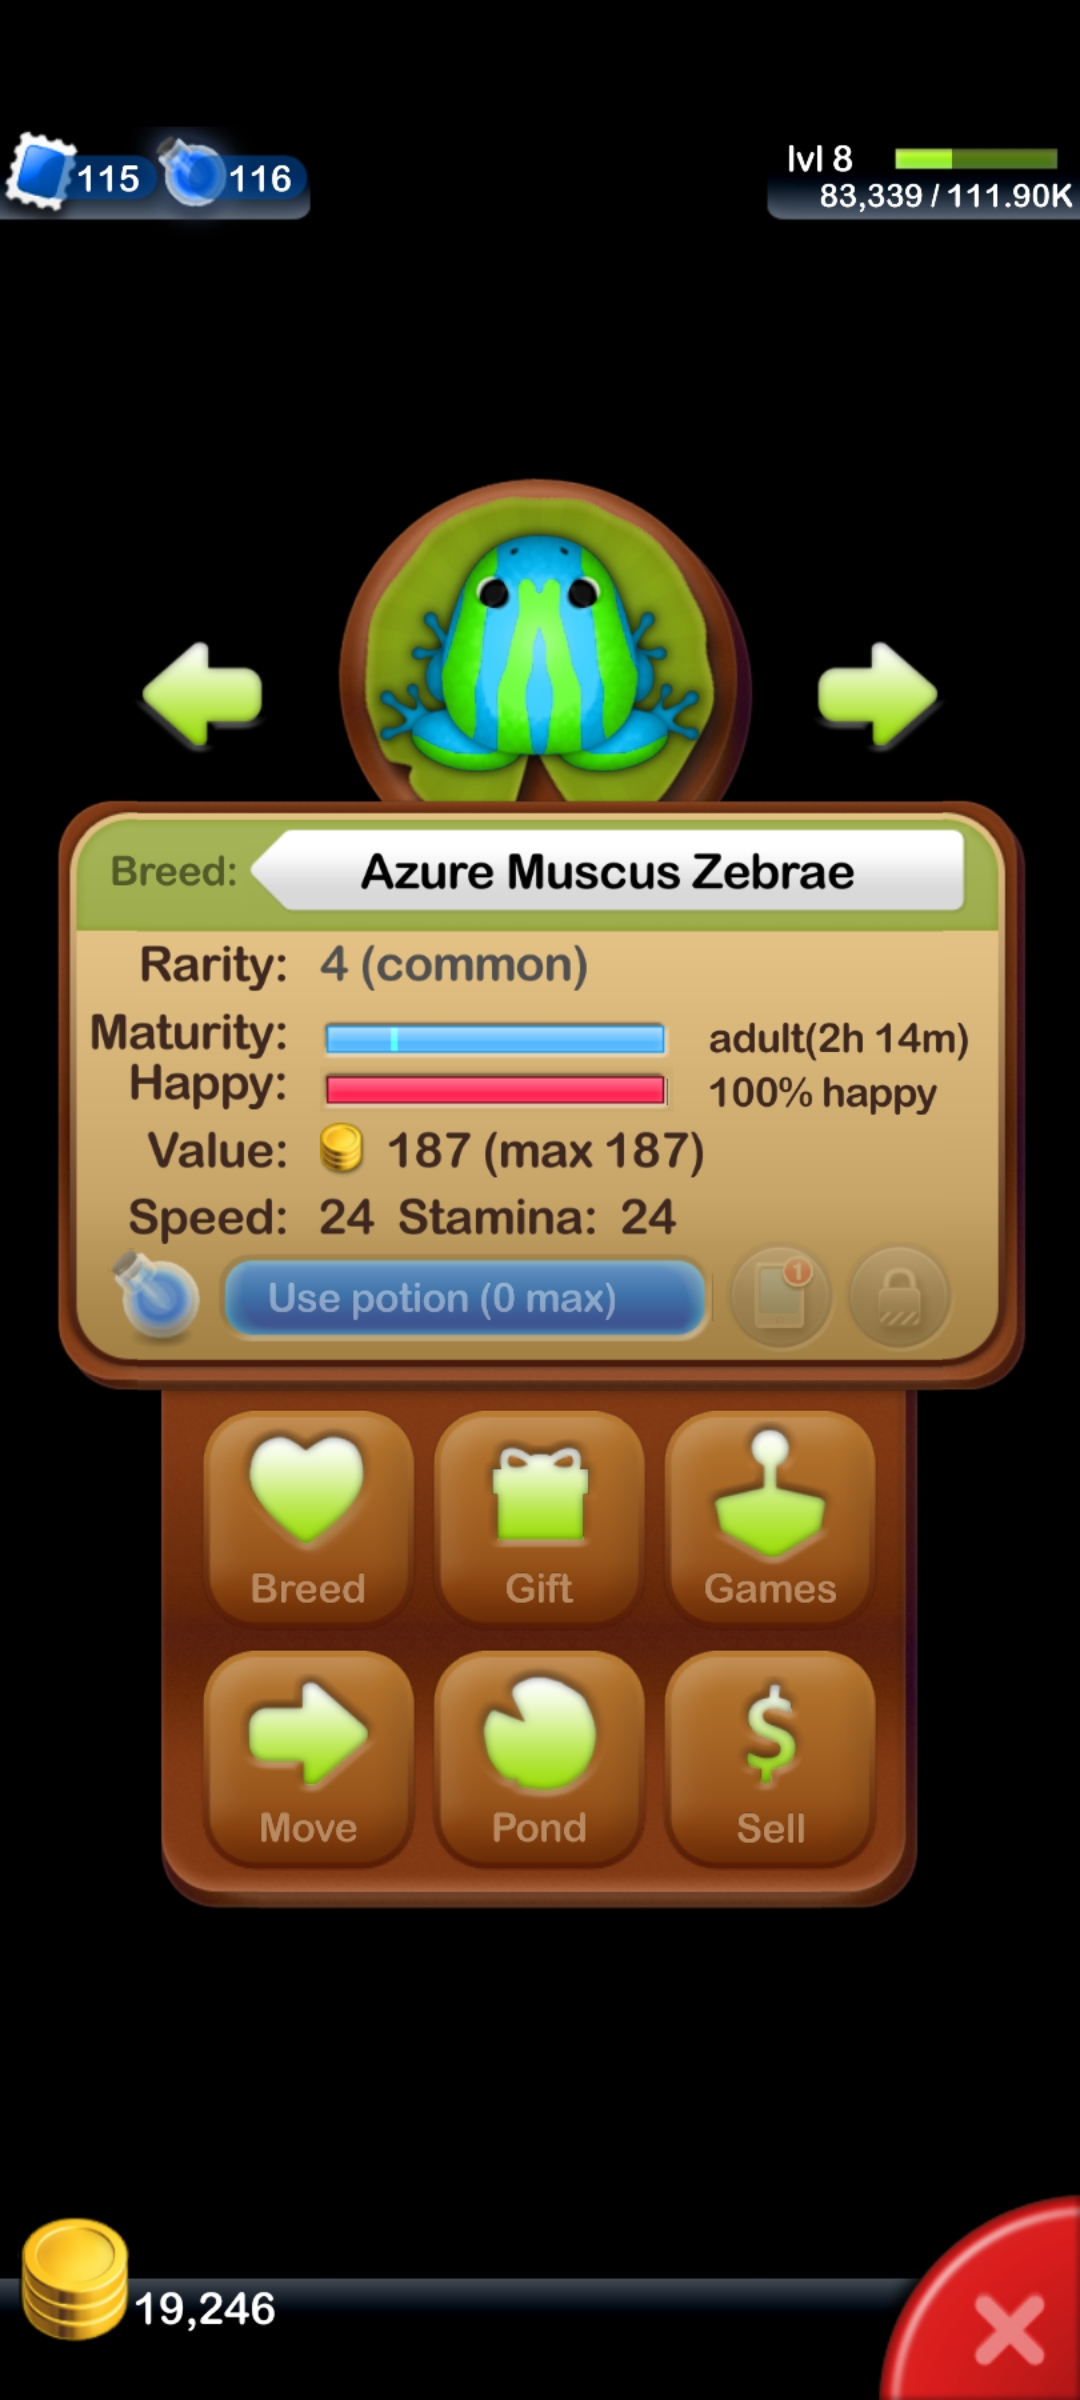 115 116
lvl 8
83,339 / 111.90K
Breed: Azure Muscus Zebrae
Rarity: 4 (common)
Maturity: adult(2h 14m)
Happy: 100% happy
Value: 187 (max 187)
Speed: 24 Stamina: 24
Use potion (0 max) 1
Breed Gift Games
Move Pond Sell
19,246